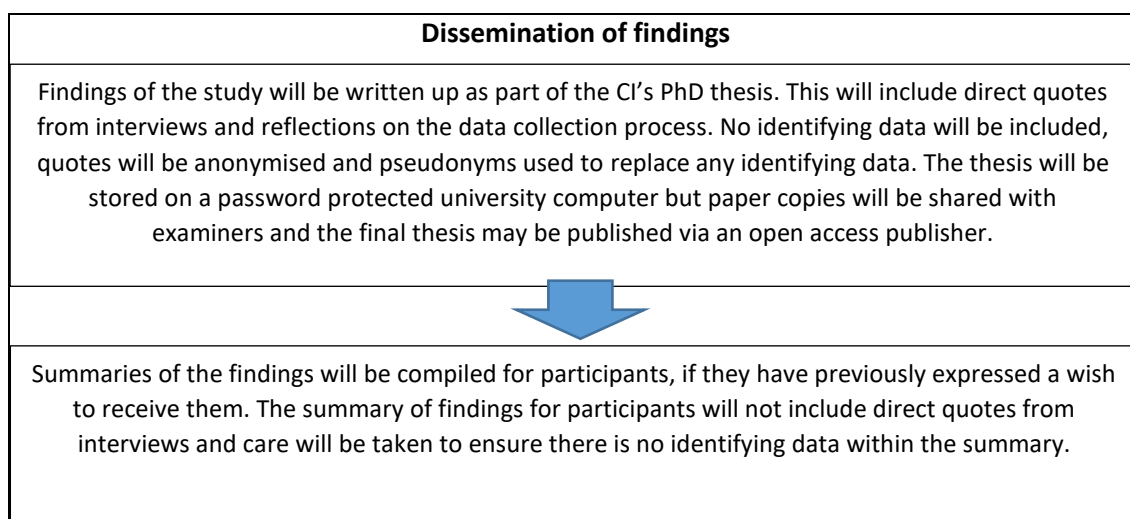 Dissemination of findings
Findings of the study will be written up as part of the CI’s PhD thesis. This will include direct quotes
from interviews and reflections on the data collection process. No identifying data will be included,
quotes will be anonymised and pseudonyms used to replace any identifying data. The thesis will be
stored on a password protected university computer but paper copies will be shared with
examiners and the final thesis may be published via an open access publisher.
Summaries of the findings will be compiled for participants, if they have previously expressed a wish
to receive them. The summary of findings for participants will not include direct quotes from
interviews and care will be taken to ensure there is no identifying data within the summary.